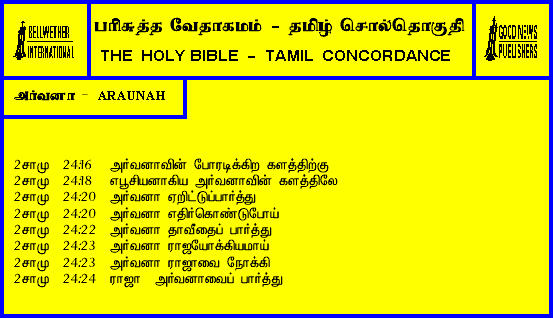 BELLWETHER
INTERNATIONAL
பரிசுத்த வேதாகமம் - தமிழ் சொல்தொகுதி
THE HOLY BIBLE - TAMIL CONCORDANCE
GOOD NEWS
PUBLISHERS
அர்வனா - ARAUNAH
2சாமு 24:16 அர்வனாவின் போரடிக்கிற களத்திற்கு
2சாமு 24:18 எபூசியனாகிய அர்வனாவின் களத்திலே
2சாமு 24:20 அர்வனா ஏறிட்டுப்பார்த்து
2சாமு 24:20 அர்வனா எதிர்கொண்டுபோய்
2சாமு 24:22 அர்வனா தாவீதைப் பார்த்து
2சாமு 24:23 அர்வனா ராஜயோக்கியமாய்
2சாமு 24:23 அர்வனா ராஜாவை நோக்கி
2சாமு 24:24 ராஜா அர்வனாவைப் பார்த்து